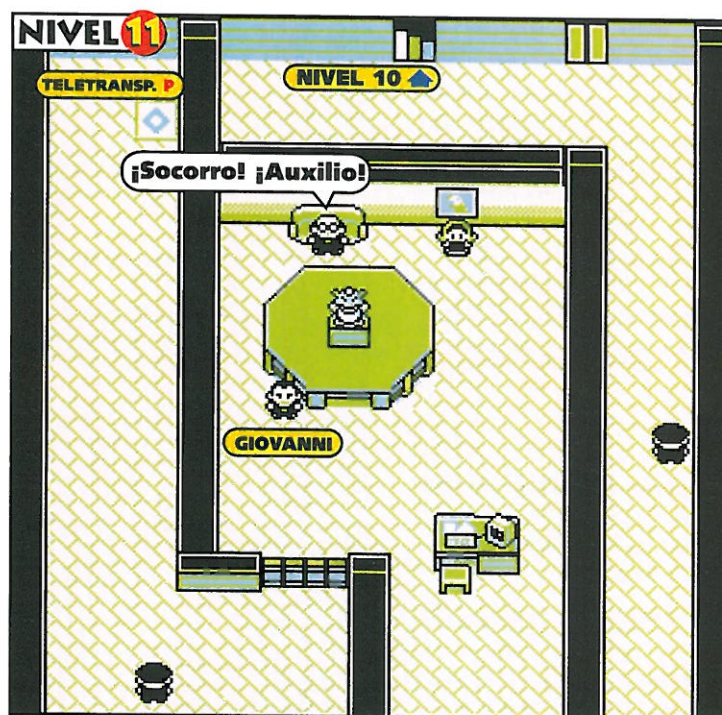 NIVEL 11
TELETRANSP. P
NIVEL 10
¡Socorro! ¡Auxilio!
GIOVANNI